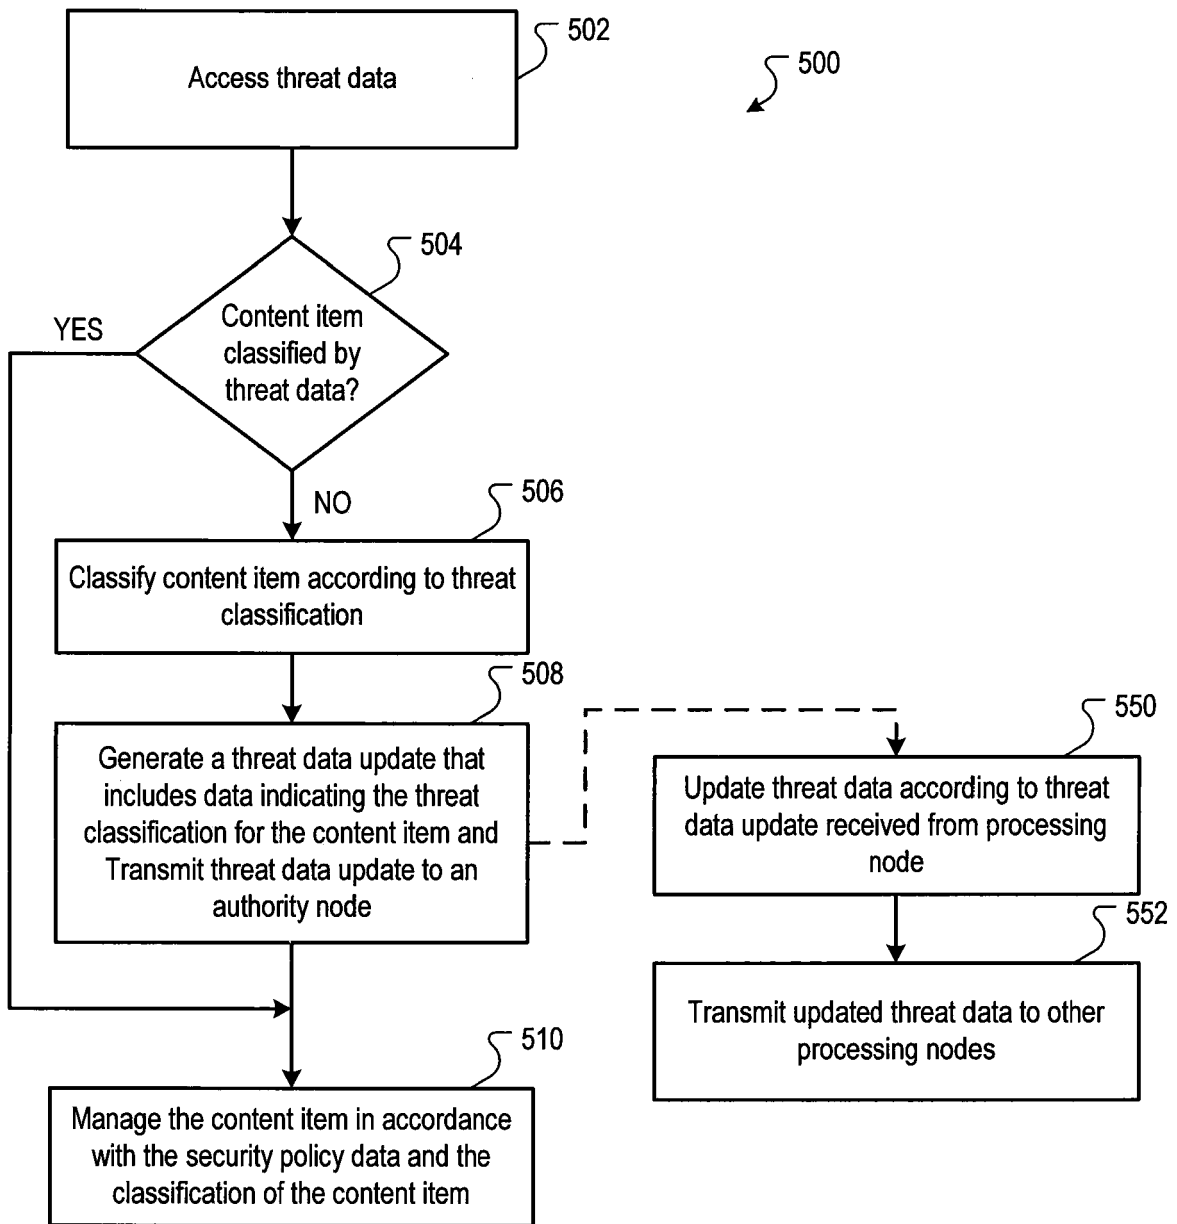 502
Access threat data
500
504
Content item
classified by
threat data?
YES
NO
506
Classify content item according to threat
classification
508
Generate a threat data update that
includes data indicating the threat
classification for the content item and
Transmit threat data update to an
authority node
550
Update threat data according to threat
data update received from processing
node
552
Transmit updated threat data to other
processing nodes
510
Manage the content item in accordance
with the security policy data and the
classification of the content item